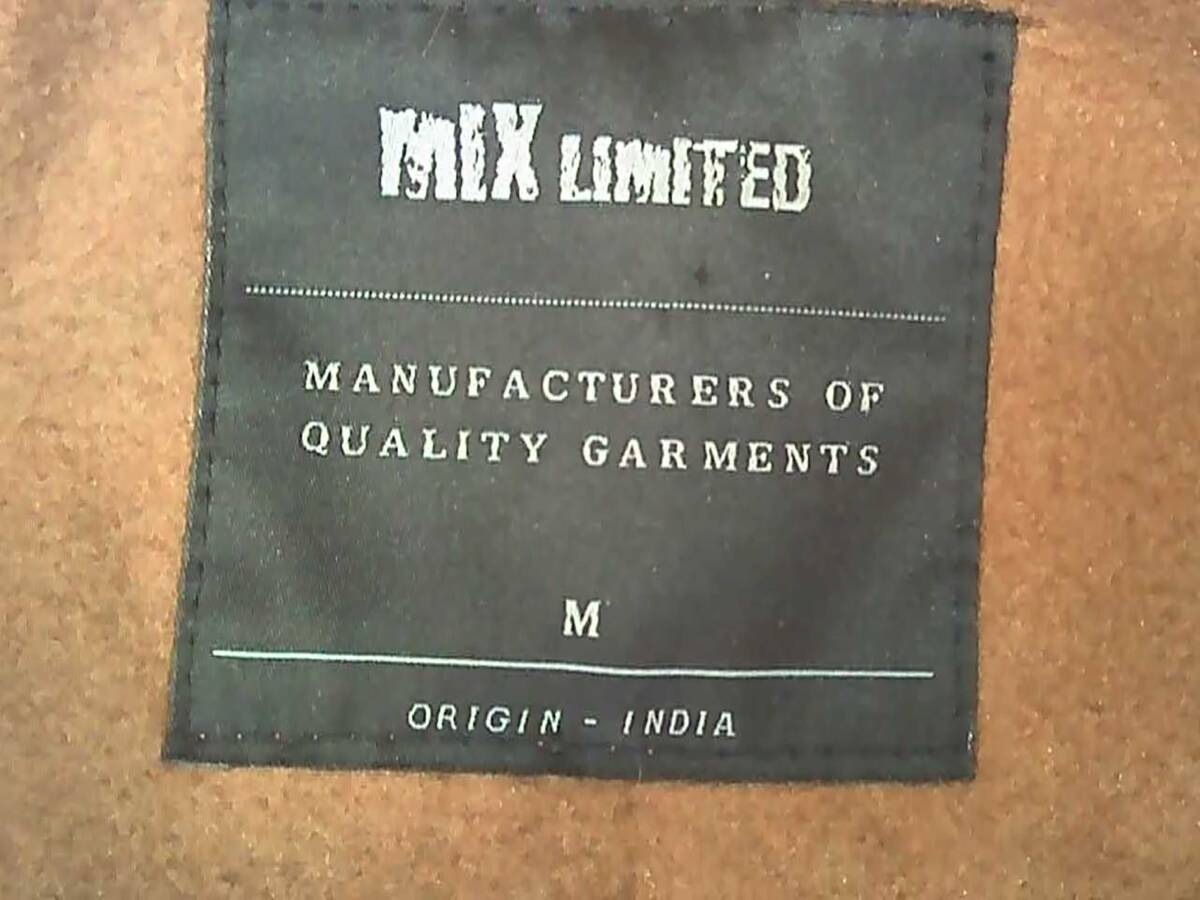 MIX LIMITED
MANUFACTURERS OF
QUALITY GARMENTS
M
ORIGIN - INDIA